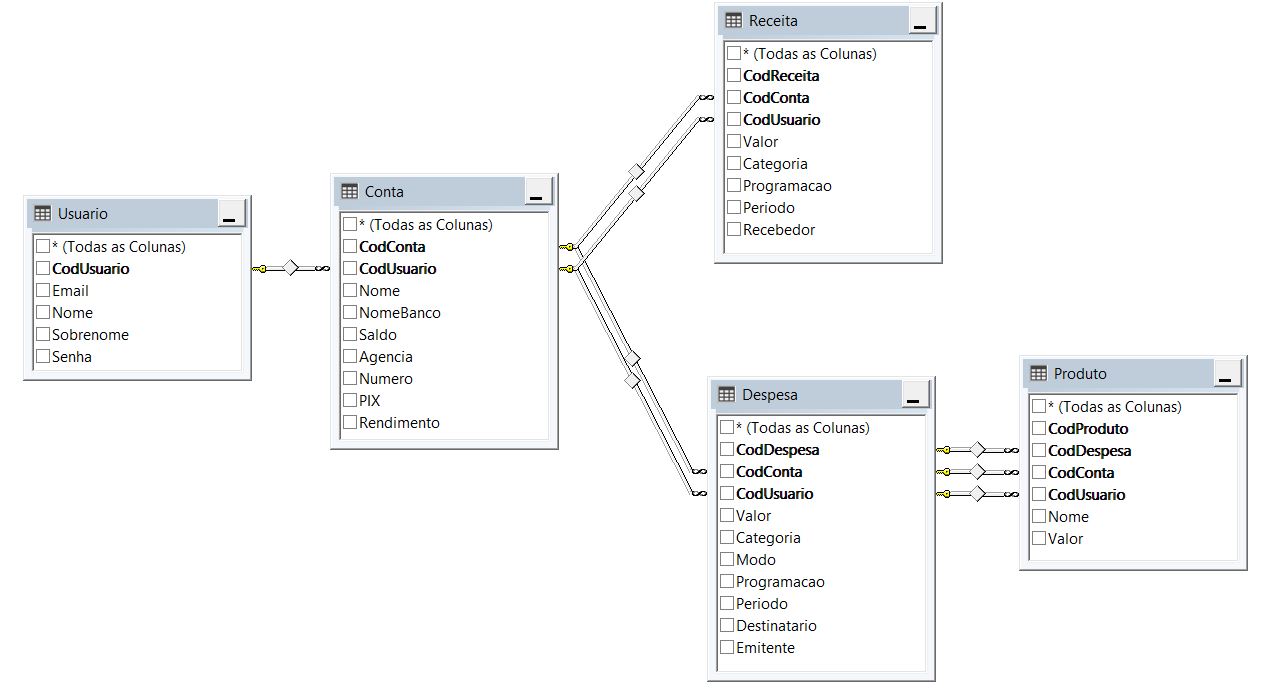 Usuario
* (Todas as Colunas)
CodUsuario
Email
Nome
Sobrenome
Senha
Conta
* (Todas as Colunas)
CodConta
CodUsuario
Nome
NomeBanco
Saldo
Agencia
Numero
PIX
Rendimento
Receita
* (Todas as Colunas)
CodReceita
CodConta
CodUsuario
Valor
Categoria
Programacao
Periodo
Recebedor
Despesa
* (Todas as Colunas)
CodDespesa
CodConta
CodUsuario
Valor
Categoria
Modo
Programacao
Periodo
Destinatario
Emitente
Produto
* (Todas as Colunas)
CodProduto
CodDespesa
CodConta
CodUsuario
Nome
Valor